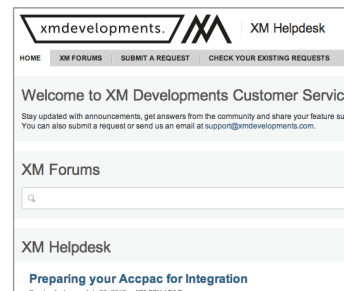 xmdevelopments. XM Helpdesk
HOME XM FORUMS SUBMIT A REQUEST CHECK YOUR EXISTING REQUESTS
Welcome to XM Developments Customer Servic
Stay updated with announcements, get answers from the community and share your feature su
You can also submit a request or send us an email at support@xmdevelopments.com.
XM Forums
XM Helpdesk
Preparing your Accpac for Integration